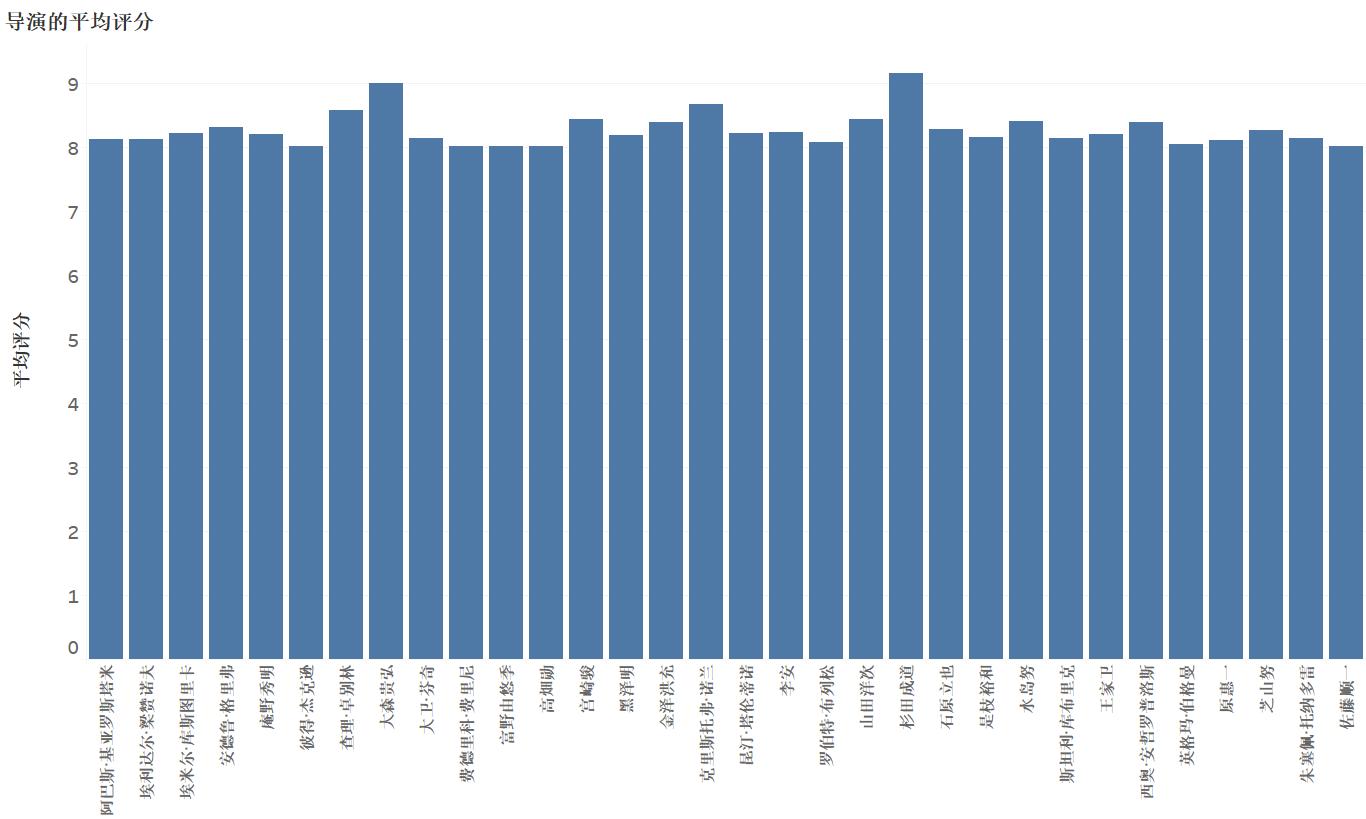 导演的平均评分
平均评分
9
8
7
6
5
4
3
2
1
0
阿巴斯·基亚罗斯塔米
埃利达尔·梁赞诺夫
埃米尔·库斯图里卡
安德鲁·格里弗
庵野秀明
彼得·杰克逊
查理·卓别林
大森贵弘
大卫·芬奇
费德里科·费里尼
富野由悠季
高畑勋
宫崎骏
黑泽明
金泽洪充
克里斯托弗·诺兰
昆汀·塔伦蒂诺
李安
罗伯特·布列松
山田洋次
杉田成道
石原立也
是枝裕和
水岛努
斯坦利·库布里克
王家卫
西奥·安哲罗普洛斯
英格玛·伯格曼
原惠一
芝山努
朱塞佩·托纳多雷
佐藤顺一